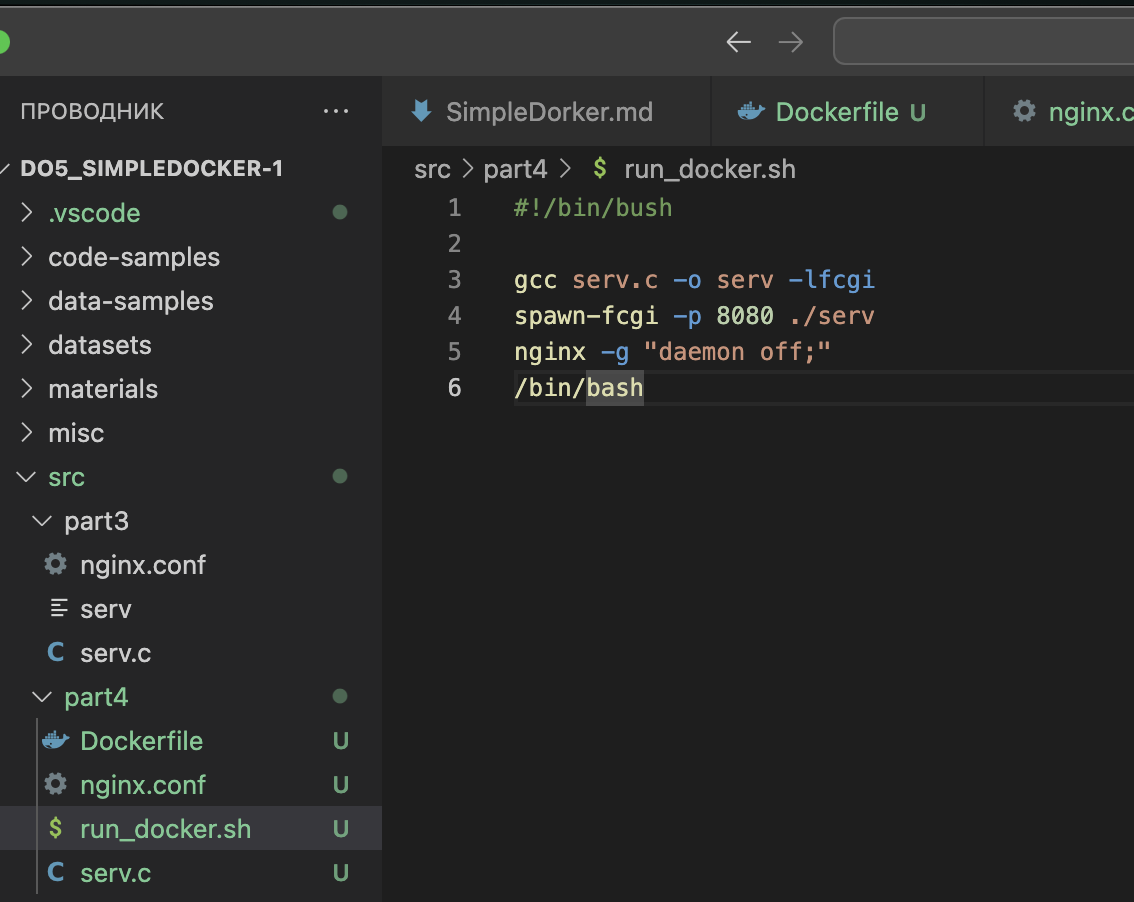 ПРОВОДНИК ···
DO5_SIMPLEDOCKER-1
.vscode
code-samples
data-samples
datasets
materials
misc
src
part3
nginx.conf
serv
C serv.c
part4
Dockerfile U
nginx.conf U
$ run_docker.sh U
C serv.c U
SimpleDorker.md Dockerfile U nginx.c
src > part4 > $ run_docker.sh
1 #!/bin/bush
2
3 gcc serv.c -o serv -lfcgi
4 spawn-fcgi -p 8080 ./serv
5 nginx -g "daemon off;"
6 /bin/bash